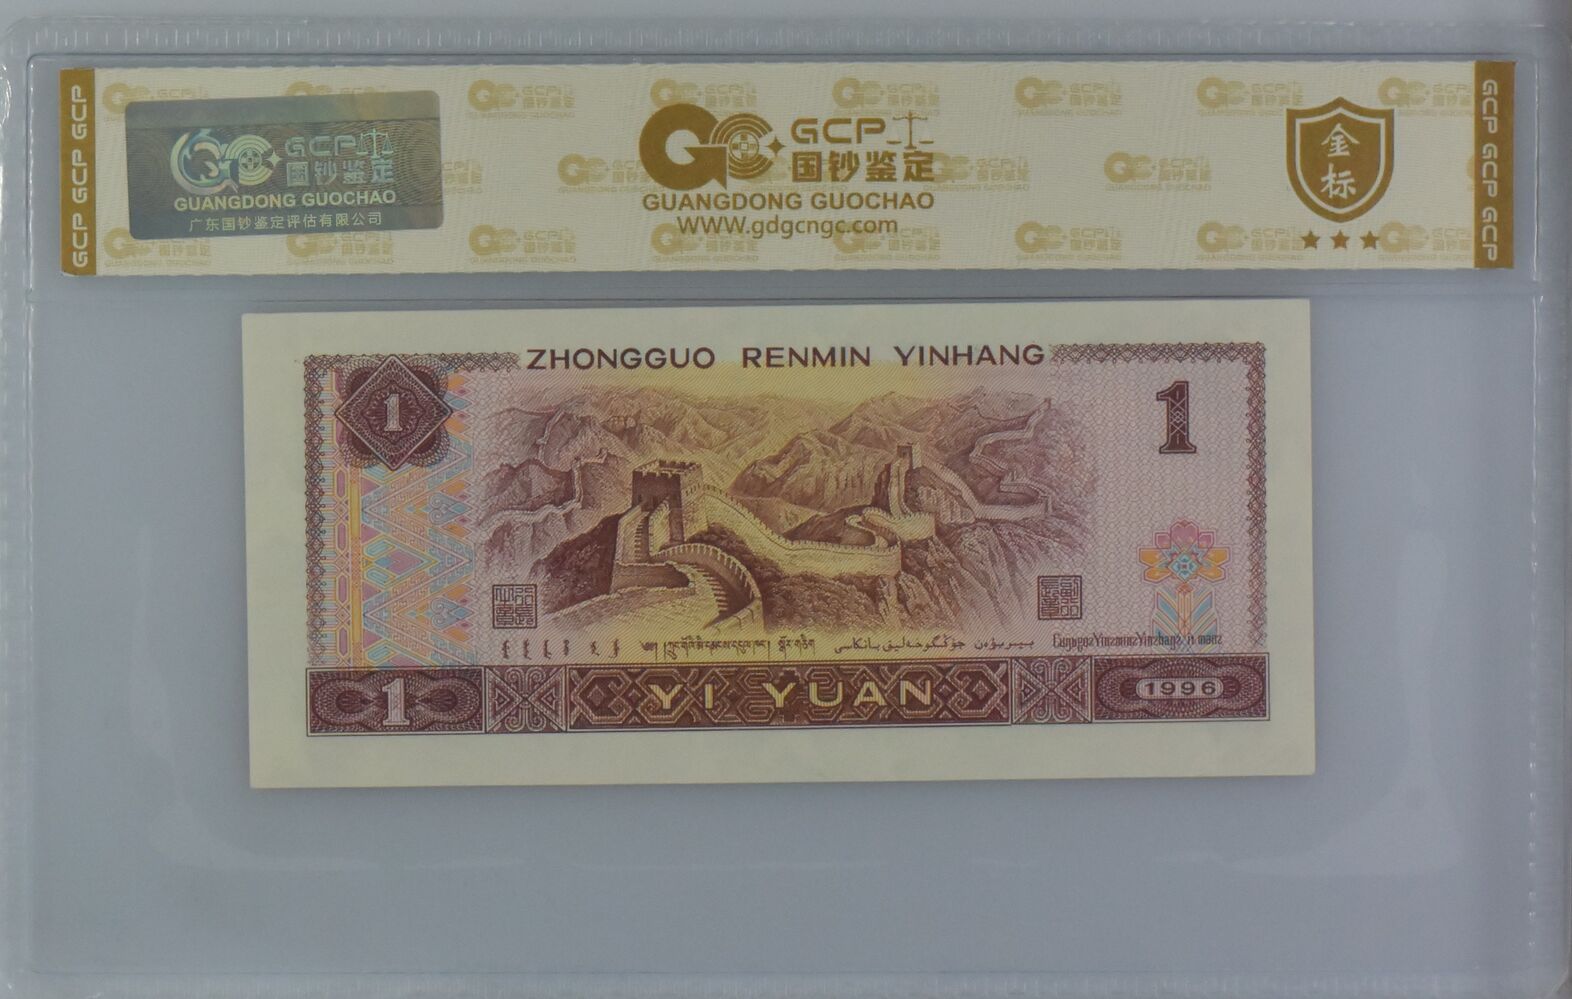 GCP GCP GCP
GCP
国钞鉴定
GUANGDONG GUOCHAO
广东国钞鉴定评估有限公司
GCP
国钞鉴定
GUANGDONG GUOCHAO
WWW.gdgcngc.com
金标
GCP GCP GCP
ZHONGGUO RENMIN YINHANG
1
1
1
YI YUAN
1996